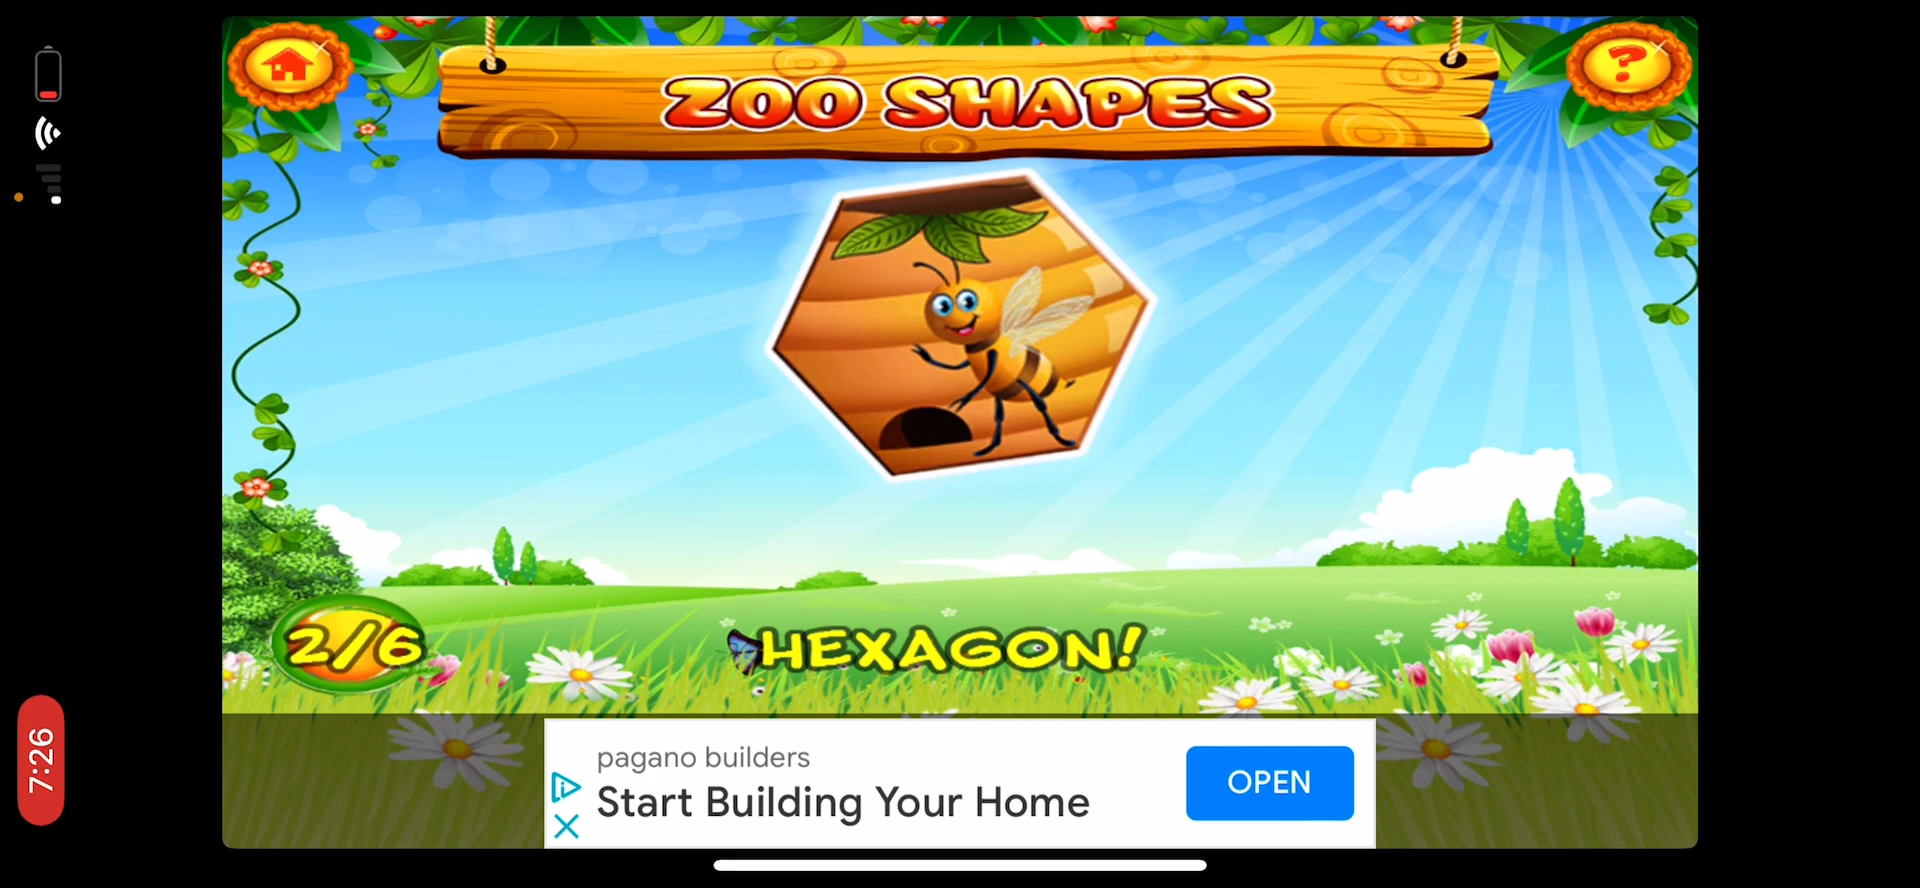 ZOO SHAPES
?
2/6
HEXAGON!
7:26
pagano builders
Start Building Your Home
OPEN